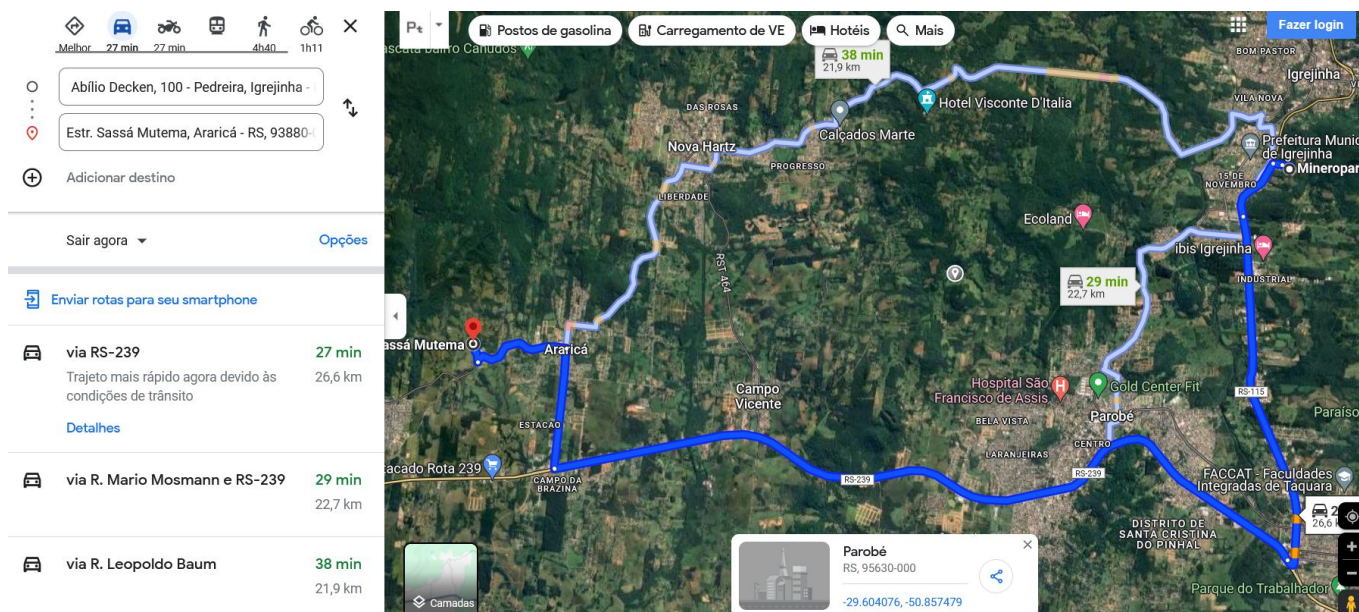 Melhor
27 min
27 min
4h40
1h11
Abílio Decken, 100 - Pedreira, Igrejinha -
Estr. Sassá Mutema, Araricá - RS, 93880-
Adicionar destino
Sair agora
Opções
Enviar rotas para seu smartphone
via RS-239
27 min
Trajeto mais rápido agora devido às
26,6 km
condições de trânsito
Detalhes
via R. Mario Mosmann e RS-239
29 min
22,7 km
via R. Leopoldo Baum
38 min
21,9 km
Postos de gasolina
Carregamento de VE
Hotéis
Mais
Fazer login
Bairro Canudos
38 min
21,9 km
BOM PASTOR
Igrejinha
VILA NOVA
Hotel Visconte D'Italia
DAS ROSAS
Calçados Marte
Nova Hartz
PROGRESSO
Prefeitura Munic
de Igrejinha
Mineropar
15 DE
NOVEMBRO
LIBERDADE
Ecoland
ibis Igrejinha
RST-464
29 min
22,7 km
INDUSTRIAL
assá Mutema
Araricá
Campo
Vicente
Hospital São
Francisco de Assis
Gold Center Fit
RS-115
Paraíso
Parobé
BELA VISTA
ESTACAO
CENTRO
LARANJEIRAS
tacado Rota 239
RS-239
RS-239
CAMPO DA
BRAZINA
FACCAT - Faculdades
Integradas de Taquara
26,6
DISTRITO DE
SANTA CRISTINA
DO PINHAL
Parque do Trabalhador
Camadas
Parobé
RS, 95630-000
-29.604076, -50.857479